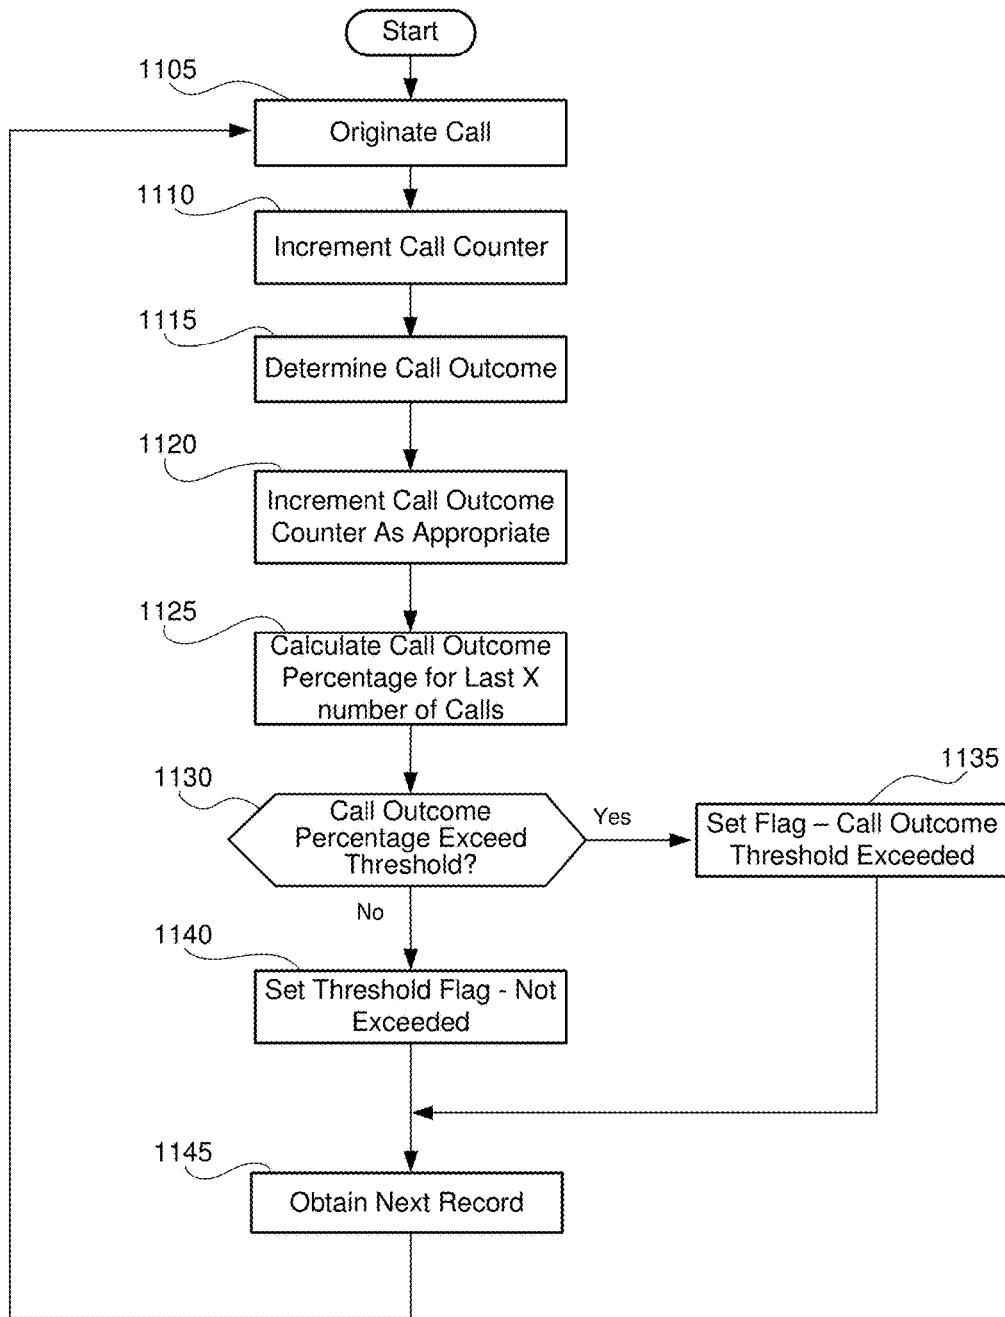 Start
1105
Originate Call
1110
Increment Call Counter
1115
Determine Call Outcome
1120
Increment Call Outcome
Counter As Appropriate
1125
Calculate Call Outcome
Percentage for Last X
number of Calls
1130
Call Outcome
Percentage Exceed
Threshold?
Yes
1135
Set Flag – Call Outcome
Threshold Exceeded
No
1140
Set Threshold Flag - Not
Exceeded
1145
Obtain Next Record